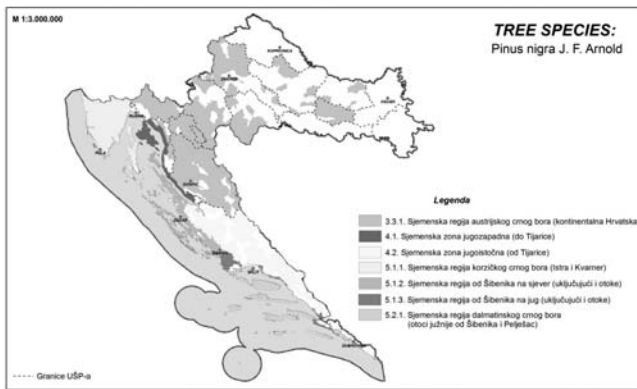 M 1:3.000.000
TREE SPECIES:
Pinus nigra J. F. Arnold
Legenda
3.3.1. Sjemenska regija austrijskog crnog bora (kontinentalna Hrvatska
4.1. Sjemenska zona jugozapadna (do Tijarice)
4.2. Sjemenska zona jugoistočna (od Tijarice)
5.1.1. Sjemenska regija korzičkog crnog bora (Istra i Kvarner)
5.1.2. Sjemenska regija od Šibenika na sjever (uključujući i otoke)
5.1.3. Sjemenska regija od Šibenika na jug (uključujući i otoke)
5.2.1. Sjemenska regija dalmatinskog crnog bora
(otoci južnije od Šibenika i Pelješac)
Granice UŠP-a